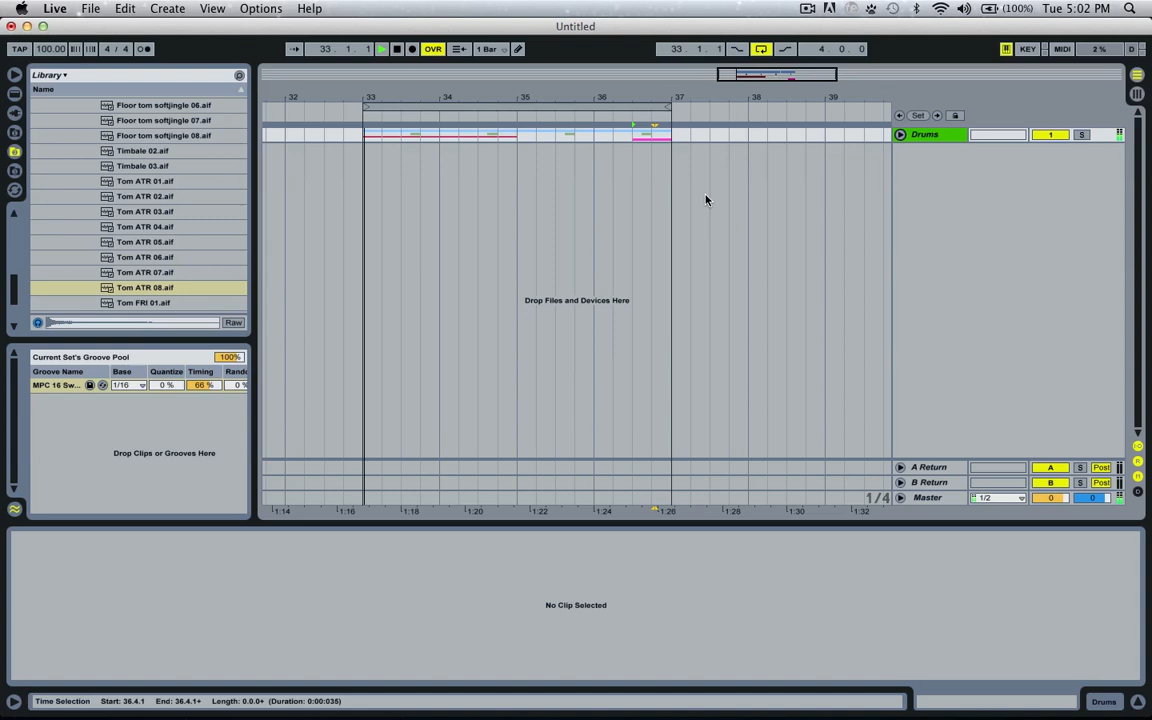 Live File Edit Create View Options Help (100%) Tue 5:02 PM
Untitled
TAP 100.00 4 / 4 33 . 1 . 1 OVR 1 Bar 33 . 1 . 1 4 . 0 . 0 KEY MIDI 2 % D
Library
Name
Floor tom softjingle 06.aif
Floor tom softjingle 07.aif
Floor tom softjingle 08.aif
Timbale 02.aif
Timbale 03.aif
Tom ATR 01.aif
Tom ATR 02.aif
Tom ATR 03.aif
Tom ATR 04.aif
Tom ATR 05.aif
Tom ATR 06.aif
Tom ATR 07.aif
Tom ATR 08.aif
Tom FRI 01.aif
Raw
Current Set's Groove Pool 100%
Groove Name Base Quantize Timing Rand
MPC 16 Sw... 1/16 0 % 66 % 0 %
Drop Clips or Grooves Here
32 33 34 35 36 37 38 39
Set
Drums 1 S
Drop Files and Devices Here
A Return A S Post
B Return B S Post
1/4 Master 1/2 0 0
1:14 1:16 1:18 1:20 1:22 1:24 1:26 1:28 1:30 1:32
No Clip Selected
Time Selection Start: 36.4.1 End: 36.4.1+ Length: 0.0.0+ (Duration: 0:00:035)
Drums